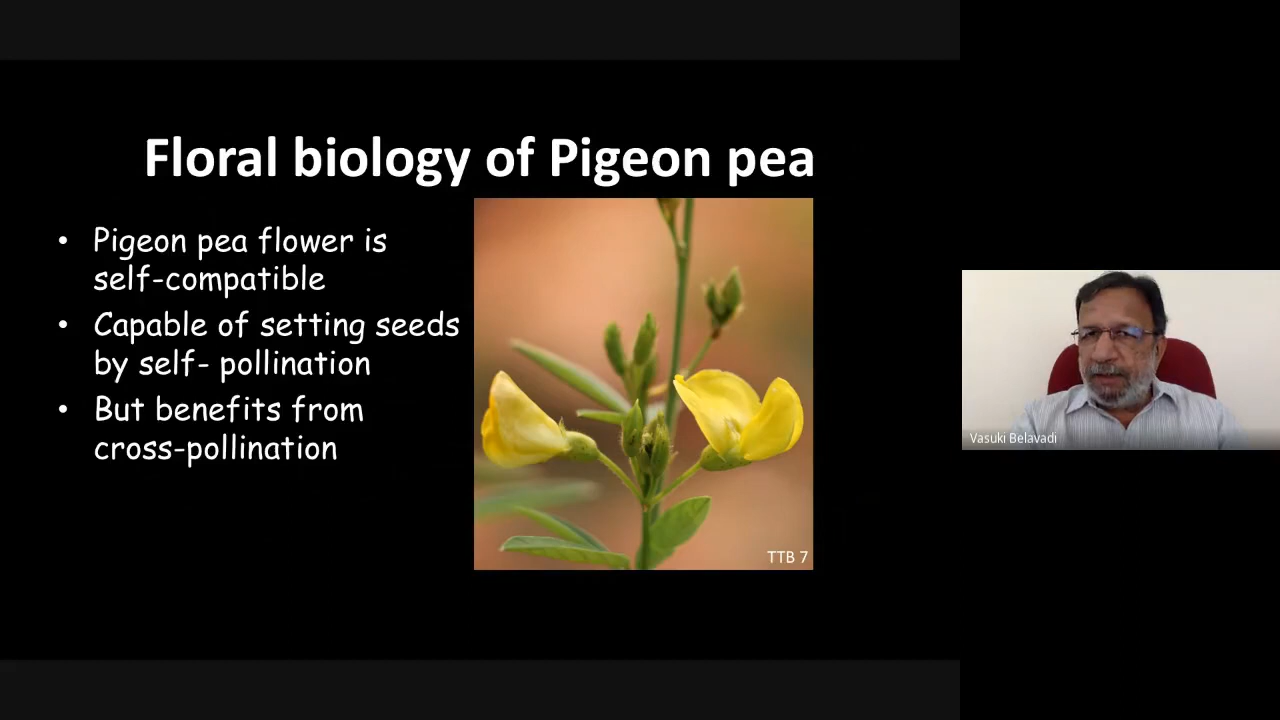 Floral biology of Pigeon pea
• Pigeon pea flower is
self-compatible
• Capable of setting seeds
by self- pollination
• But benefits from
cross-pollination
TTB 7
Vasuki Belavadi